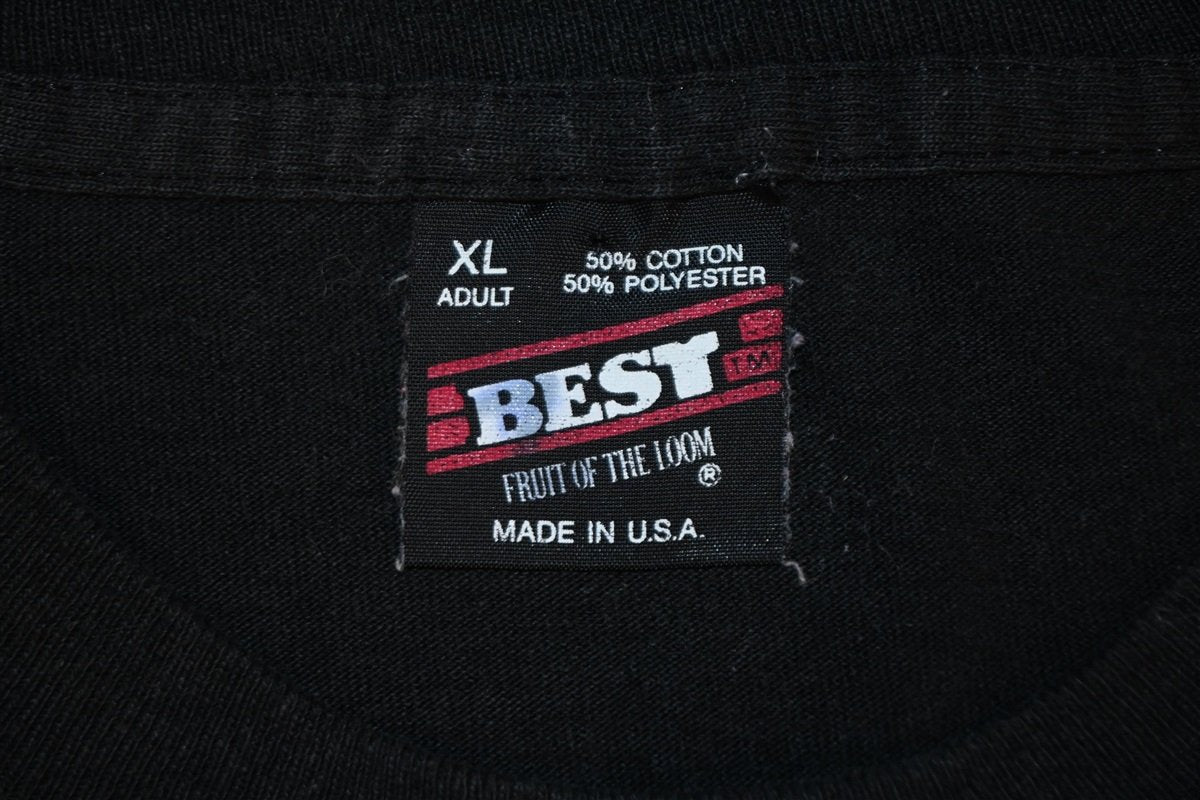 XL
ADULT
50% COTTON
50% POLYESTER
BEST
TM
FRUIT OF THE LOOM
®
MADE IN U.S.A.